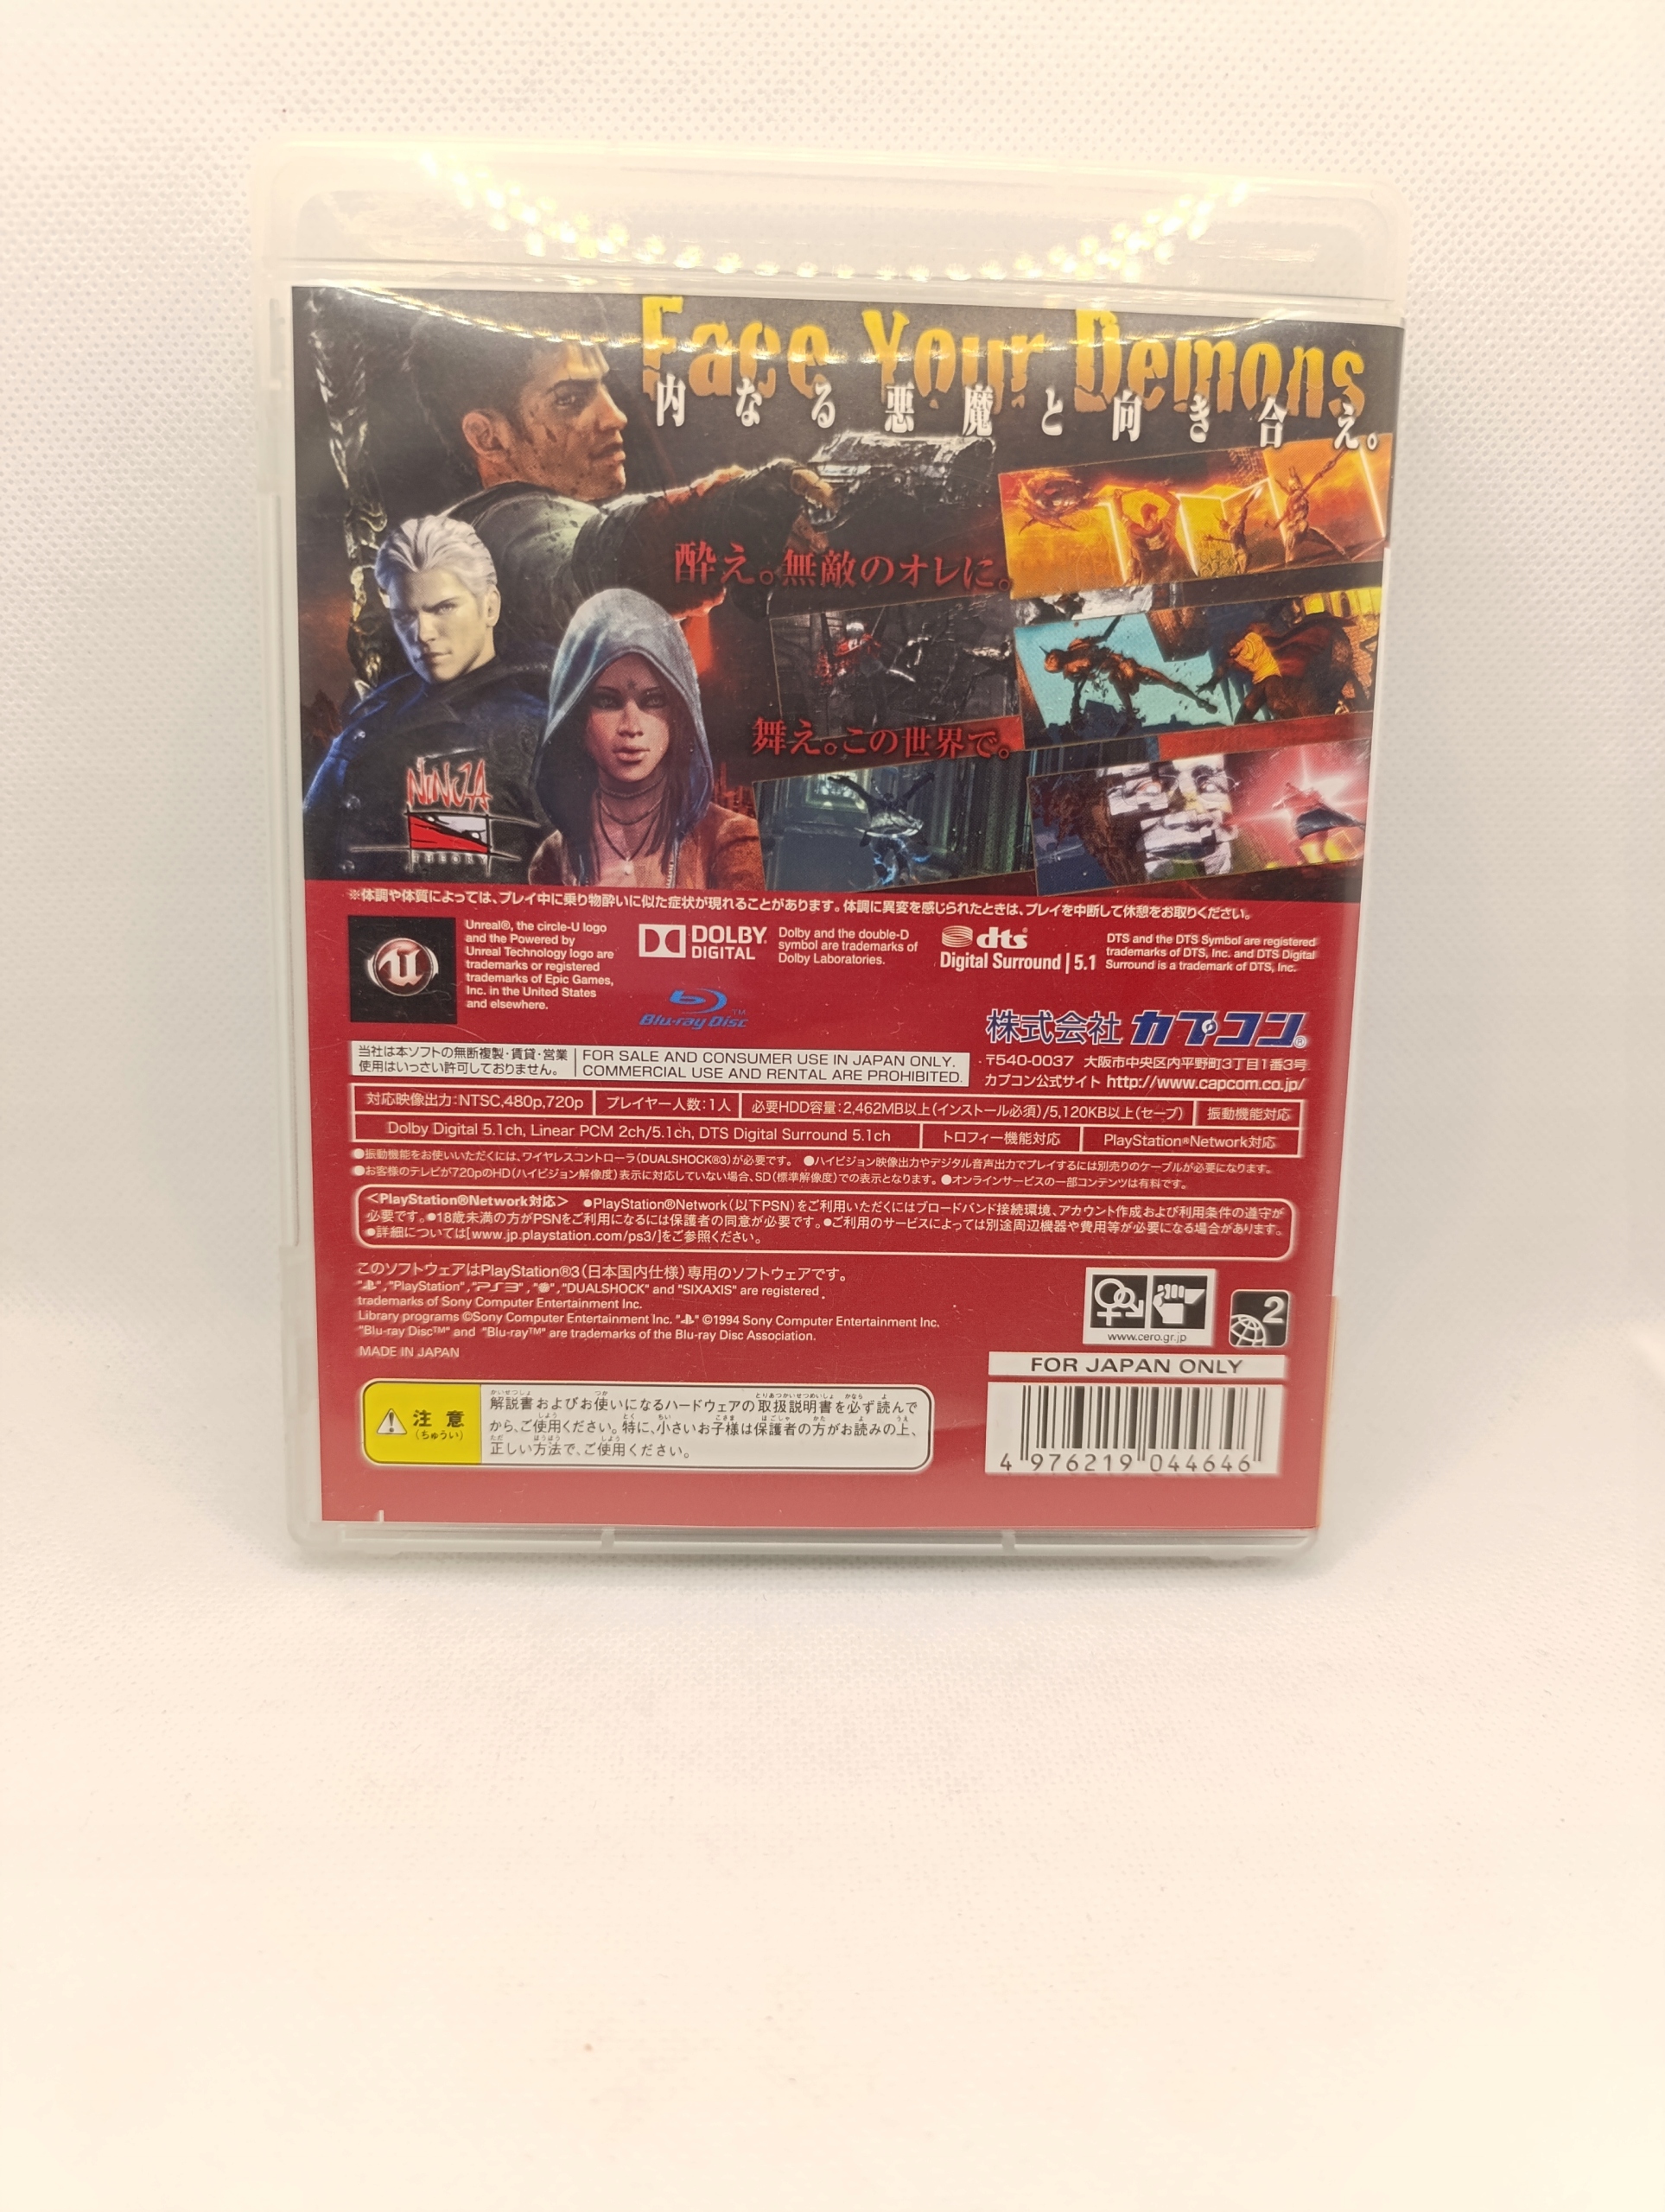 Face Your Demons
内なる悪魔と向き合え。
酔え。無敵のオレに。
舞え。この世界で。
NINJA
THEORY
※体調や体質によっては、プレイ中に乗り物酔いに似た症状が現れることがあります。体調に異変を感じられたときは、プレイを中断して休憩をお取りください。
Unreal®, the circle-U logo
and the Powered by
Unreal Technology logo are
trademarks or registered
trademarks of Epic Games,
Inc. in the United States
and elsewhere.
DOLBY
DIGITAL
Dolby and the double-D
symbol are trademarks of
Dolby Laboratories.
dts
Digital Surround | 5.1
DTS and the DTS Symbol are registered
trademarks of DTS, Inc. and DTS Digital
Surround is a trademark of DTS, Inc.
Blu-ray Disc™
株式会社 カプコン®
〒540-0037 大阪市中央区内平野町3丁目1番3号
カプコン公式サイト http://www.capcom.co.jp/
当社は本ソフトの無断複製・賃貸・営業
使用はいっさい許可しておりません。
FOR SALE AND CONSUMER USE IN JAPAN ONLY.
COMMERCIAL USE AND RENTAL ARE PROHIBITED.
対応映像出力:NTSC,480p,720p プレイヤー人数:1人 必要HDD容量:2,462MB以上(インストール必須)/5,120KB以上(セーブ) 振動機能対応
Dolby Digital 5.1ch, Linear PCM 2ch/5.1ch, DTS Digital Surround 5.1ch トロフィー機能対応 PlayStation®Network対応
●振動機能をお使いいただくには、ワイヤレスコントローラ(DUALSHOCK®3)が必要です。 ●ハイビジョン映像出力やデジタル音声出力でプレイするには別売りのケーブルが必要になります。
●お客様のテレビが720pのHD(ハイビジョン解像度)表示に対応していない場合、SD(標準解像度)での表示となります。●オンラインサービスの一部コンテンツは有料です。
<PlayStation®Network対応> ●PlayStation®Network(以下PSN)をご利用いただくにはブロードバンド接続環境、アカウント作成および利用条件の遵守が
必要です。●18歳未満の方がPSNをご利用になるには保護者の同意が必要です。●ご利用のサービスによっては別途周辺機器や費用等が必要になる場合があります。
●詳細については[www.jp.playstation.com/ps3/]をご参照ください。
このソフトウェアはPlayStation®3(日本国内仕様)専用のソフトウェアです。
"PlayStation", "PS3", "DUALSHOCK" and "SIXAXIS" are registered
trademarks of Sony Computer Entertainment Inc.
Library programs ©Sony Computer Entertainment Inc. ©1994 Sony Computer Entertainment Inc.
"Blu-ray Disc™" and "Blu-ray™" are trademarks of the Blu-ray Disc Association.
MADE IN JAPAN
www.cero.gr.jp
2
FOR JAPAN ONLY
注意
(ちゅうい)
解説書およびお使いになるハードウェアの取扱説明書を必ず読んで
から、ご使用ください。特に、小さいお子様は保護者の方がお読みの上、
正しい方法で、ご使用ください。
4 976219 044646